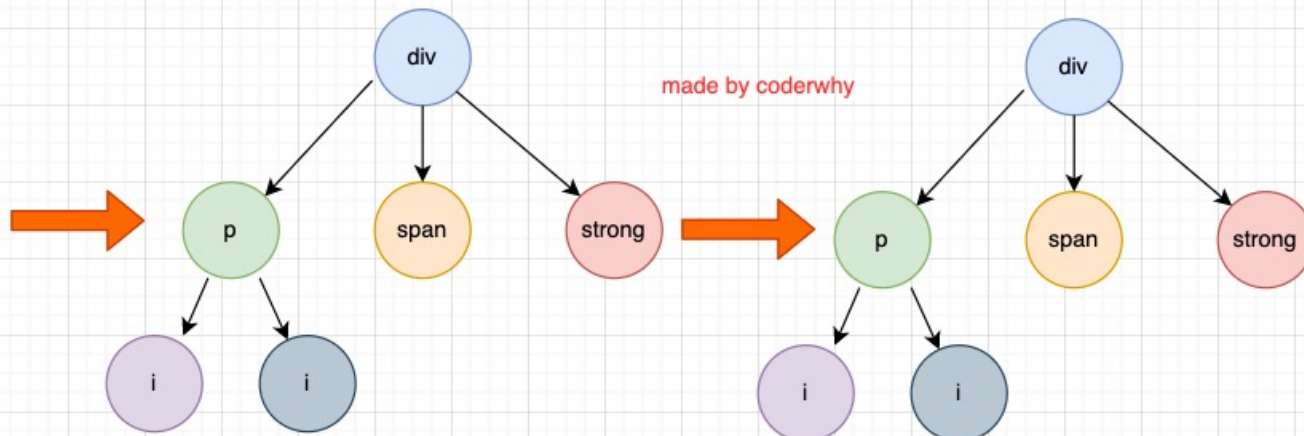 div
made by coderwhy
div
p
span
strong
p
span
strong
i
i
i
i